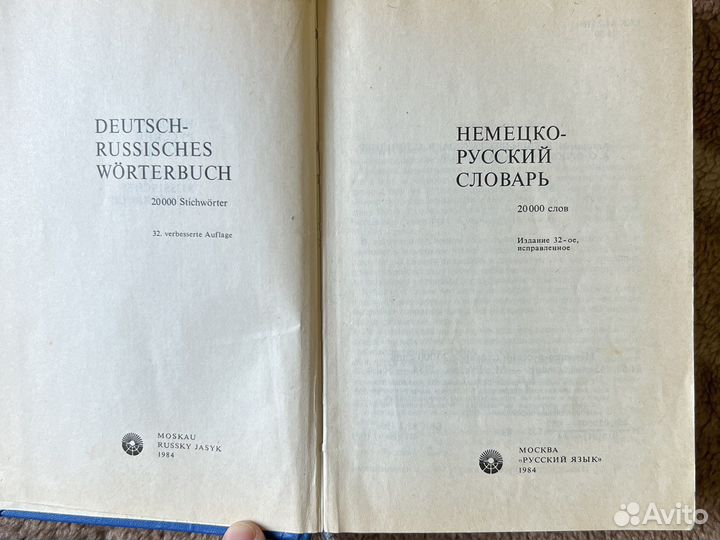 DEUTSCH-
RUSSISCHES
WÖRTERBUCH
20000 Stichwörter
32. verbesserte Auflage
MOSKAU
RUSSKY JASYK
1984
НЕМЕЦКО-
РУССКИЙ
СЛОВАРЬ
20000 слов
Издание 32-ое,
исправленное
МОСКВА
«РУССКИЙ ЯЗЫК»
1984
Avito